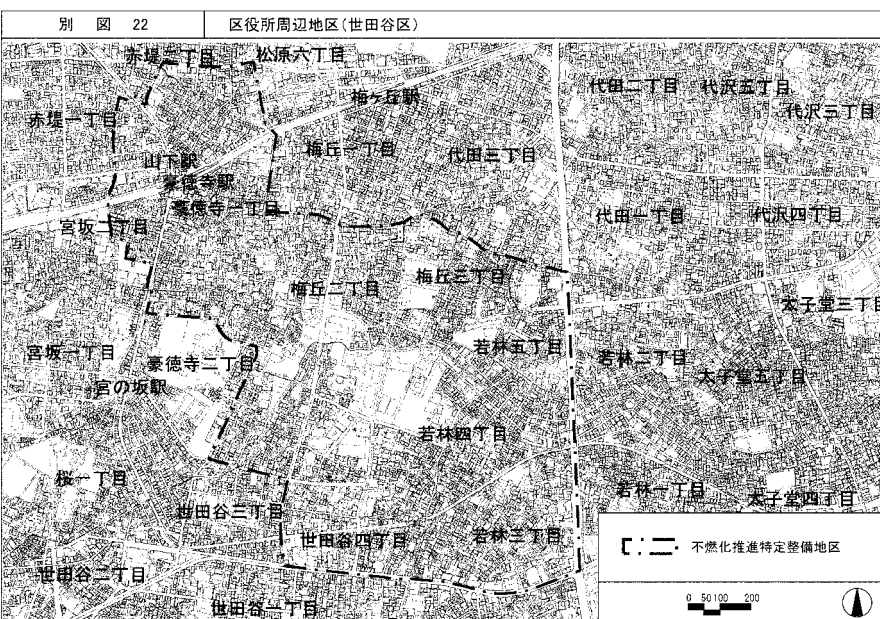 別 図 22
区役所周辺地区(世田谷区)
赤堤二丁目
松原六丁目
梅ヶ丘駅
代田二丁目
代沢五丁目
代沢三丁目
赤堤一丁目
梅丘一丁目
代田三丁目
山下駅
豪徳寺駅
豪徳寺一丁目
代田一丁目
代沢四丁目
宮坂二丁目
梅丘三丁目
梅丘二丁目
太子堂三丁目
宮坂一丁目
豪徳寺二丁目
若林五丁目
若林二丁目
太子堂五丁目
宮の坂駅
若林四丁目
桜一丁目
若林一丁目
太子堂四丁目
世田谷三丁目
世田谷四丁目
若林三丁目
不燃化推進特定整備地区
世田谷二丁目
世田谷一丁目
0 50 100 200